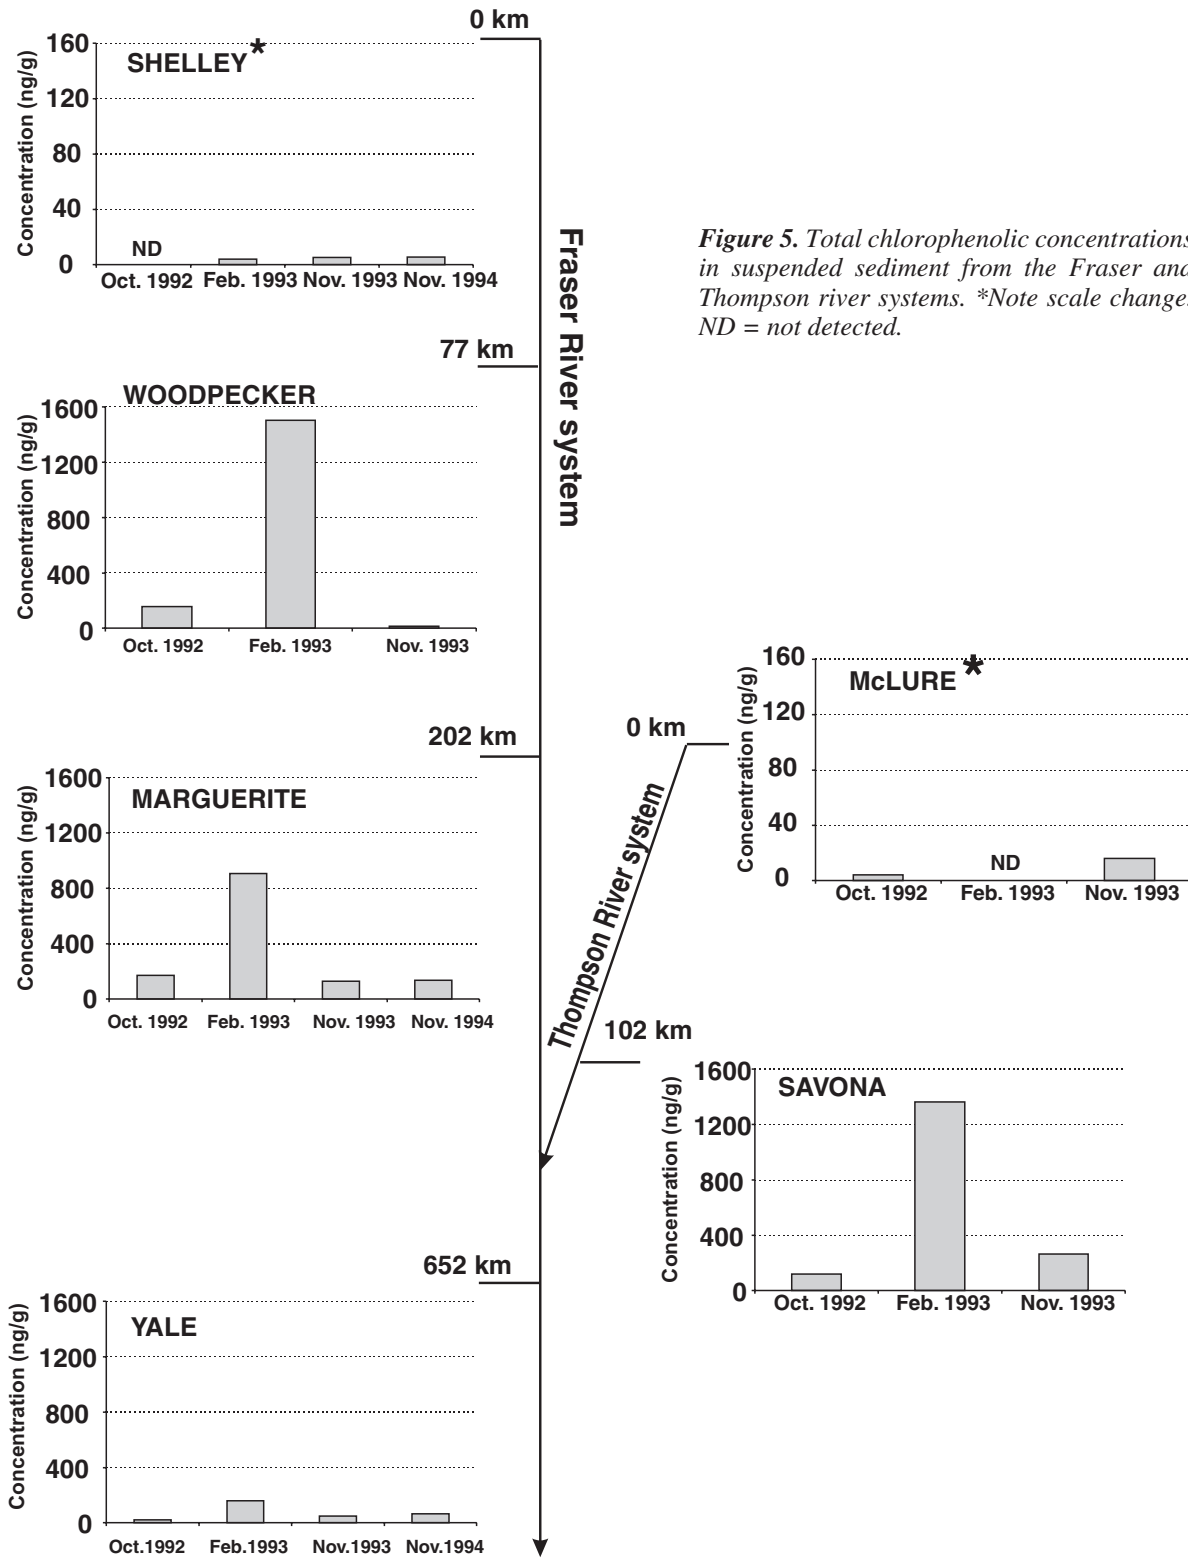 0 km
SHELLEY*
Concentration (ng/g)
160
120
80
40
0
ND
Oct. 1992 Feb. 1993 Nov. 1993 Nov. 1994
Fraser River system
Figure 5. Total chlorophenolic concentrations
in suspended sediment from the Fraser and
Thompson river systems. *Note scale change.
ND = not detected.
77 km
WOODPECKER
Concentration (ng/g)
1600
1200
800
400
0
Oct. 1992 Feb. 1993 Nov. 1993
202 km
MARGUERITE
Concentration (ng/g)
1600
1200
800
400
0
Oct. 1992 Feb. 1993 Nov. 1993 Nov. 1994
0 km
Thompson River system
McLURE *
Concentration (ng/g)
160
120
80
40
0
ND
Oct. 1992 Feb. 1993 Nov. 1993
102 km
SAVONA
Concentration (ng/g)
1600
1200
800
400
0
Oct. 1992 Feb. 1993 Nov. 1993
652 km
YALE
Concentration (ng/g)
1600
1200
800
400
0
Oct.1992 Feb.1993 Nov.1993 Nov.1994